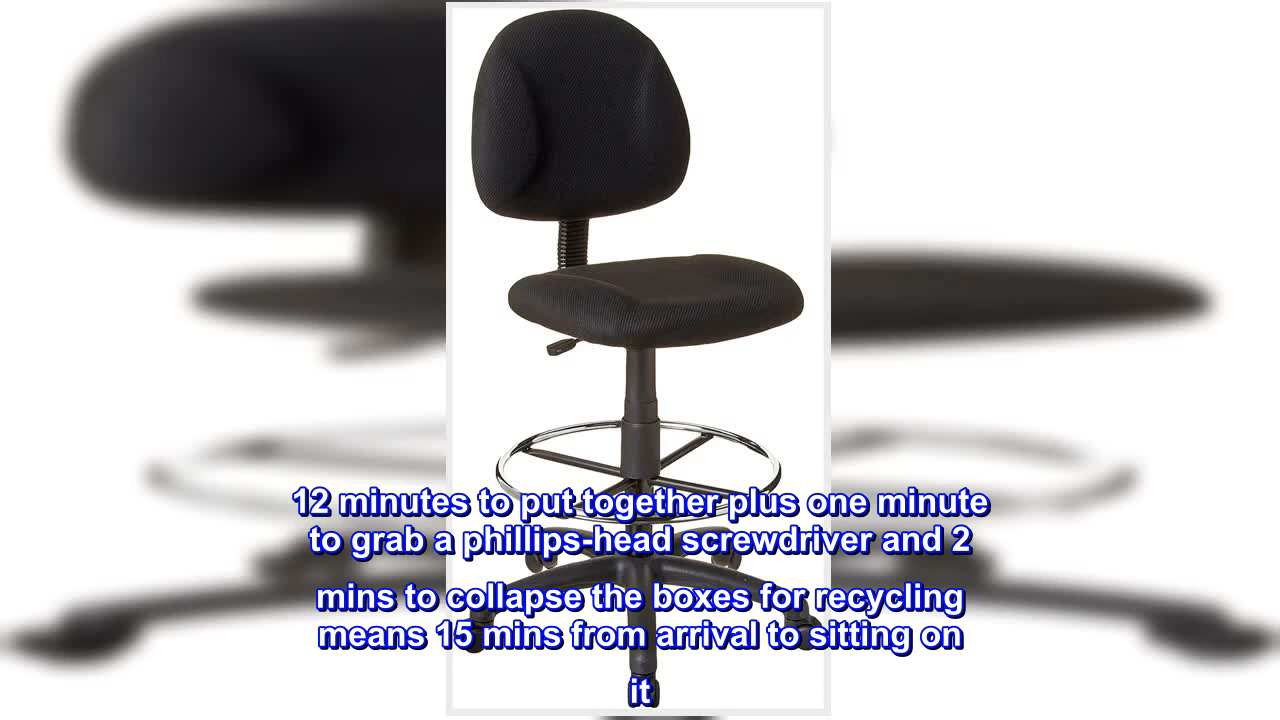 12 minutes to put together plus one minute
to grab a phillips-head screwdriver and 2
mins to collapse the boxes for recycling
means 15 mins from arrival to sitting on
it